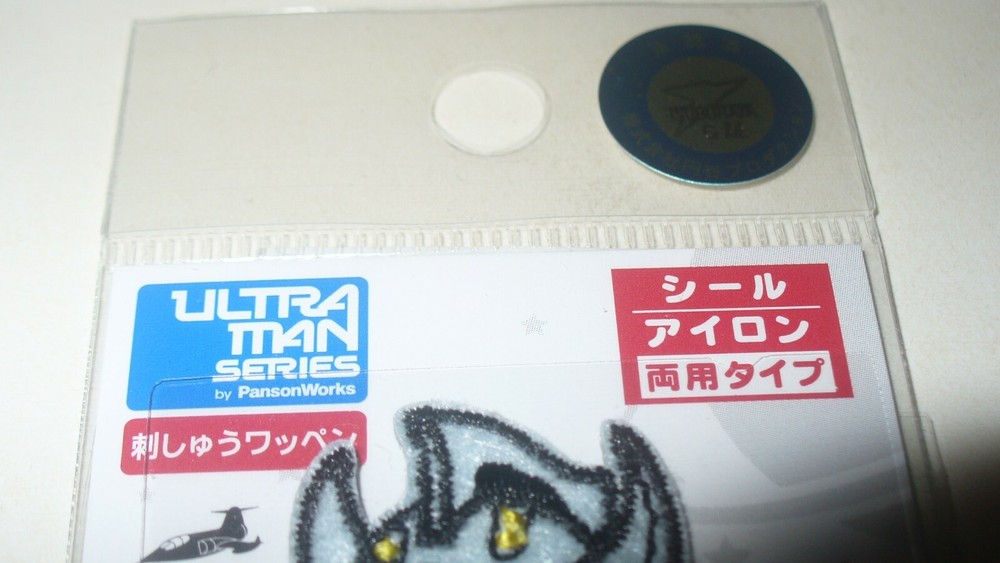 ULTRA
MAN
SERIES
by PansonWorks
刺しゅうワッペン
シール
アイロン
両用タイプ